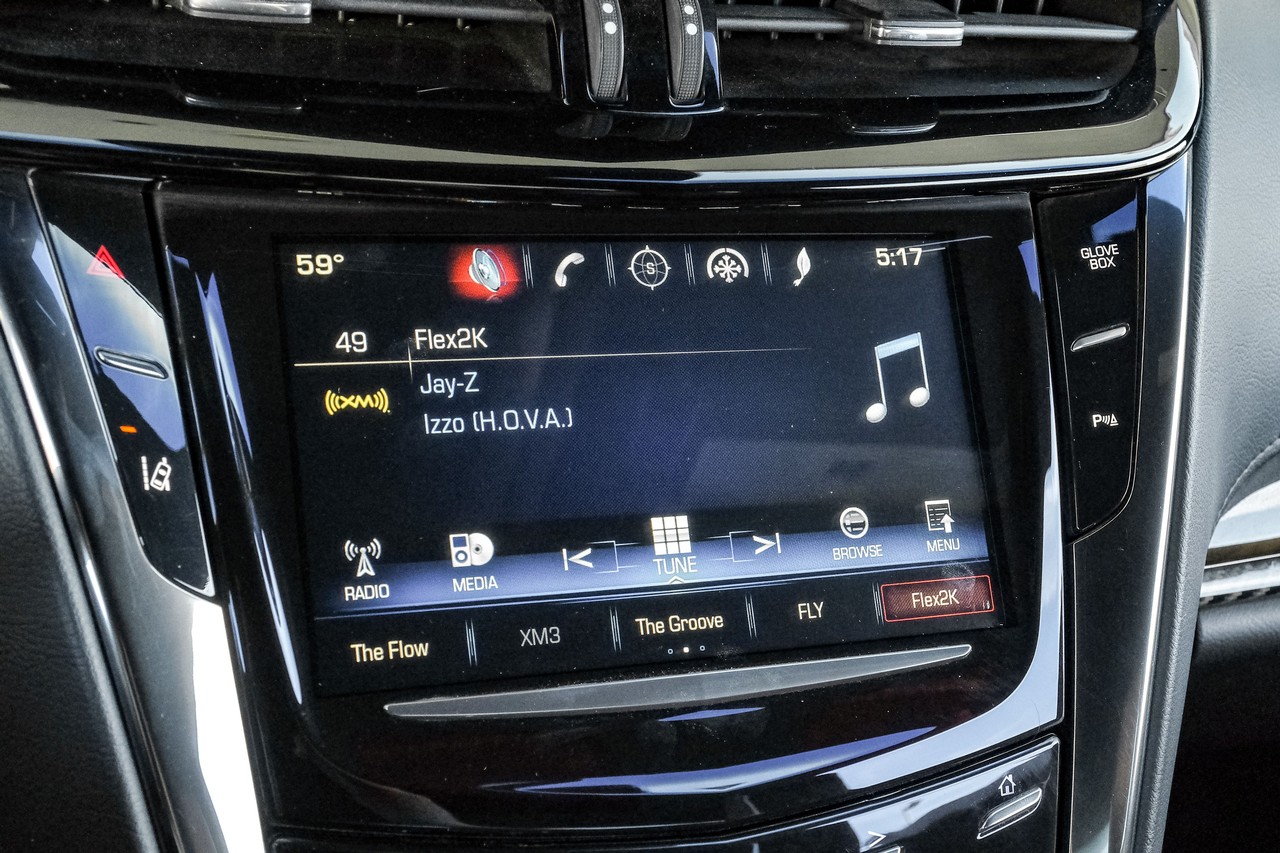 59° 5:17
S
GLOVE
BOX
49 Flex2K
XM
Jay-Z
Izzo (H.O.V.A.)
P
RADIO MEDIA TUNE BROWSE MENU
The Flow XM3 The Groove FLY Flex2K